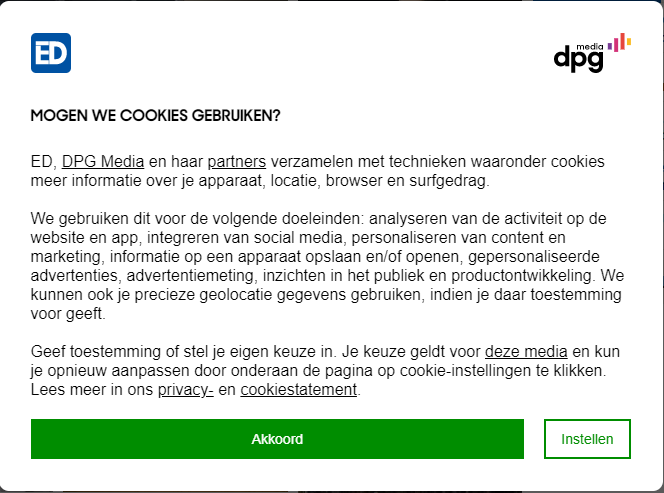 ED
media
dpg
MOGEN WE COOKIES GEBRUIKEN?
ED, DPG Media en haar partners verzamelen met technieken waaronder cookies
meer informatie over je apparaat, locatie, browser en surfgedrag.
We gebruiken dit voor de volgende doeleinden: analyseren van de activiteit op de
website en app, integreren van social media, personaliseren van content en
marketing, informatie op een apparaat opslaan en/of openen, gepersonaliseerde
advertenties, advertentiemeting, inzichten in het publiek en productontwikkeling. We
kunnen ook je precieze geolocatie gegevens gebruiken, indien je daar toestemming
voor geeft.
Geef toestemming of stel je eigen keuze in. Je keuze geldt voor deze media en kun
je opnieuw aanpassen door onderaan de pagina op cookie-instellingen te klikken.
Lees meer in ons privacy- en cookiestatement.
Akkoord
Instellen